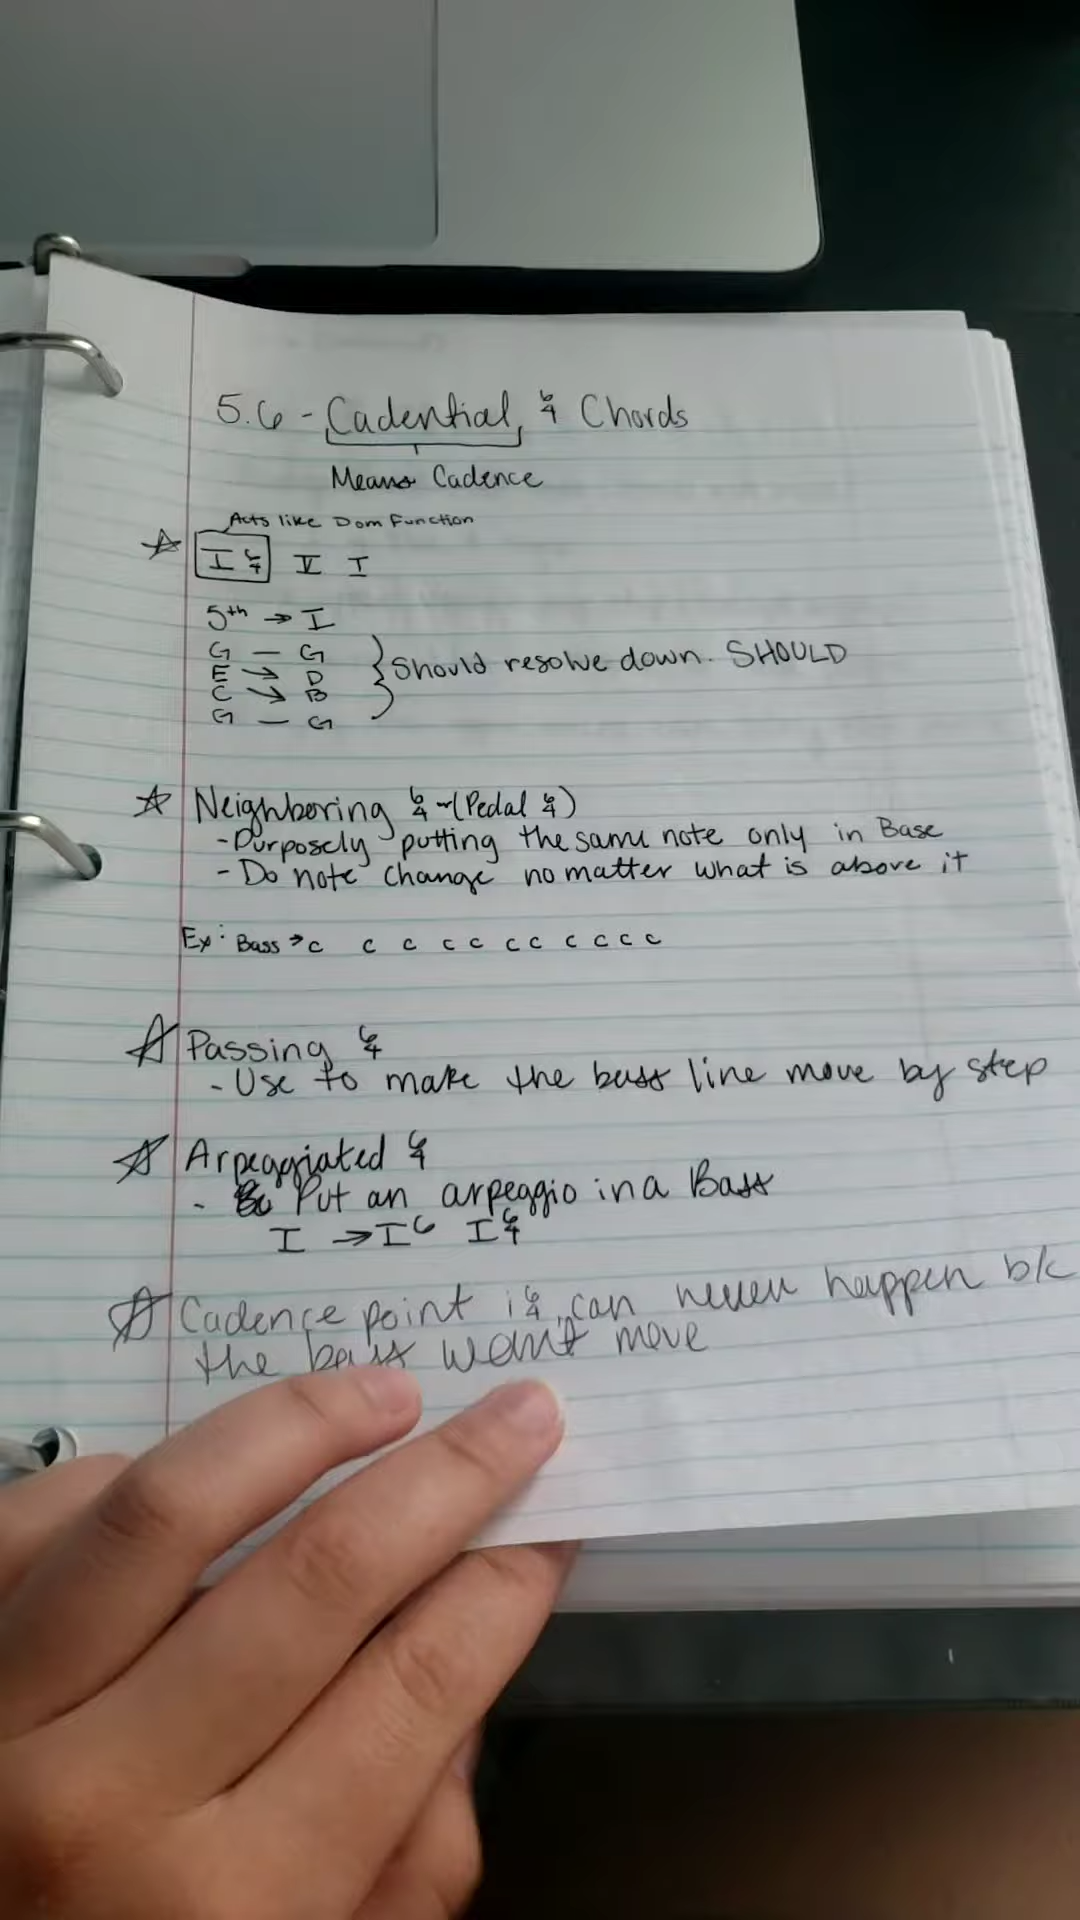 5.6 - Cadential 6/4 Chords
Means Cadence
Acts like Dom Function
I 6/4 V I
5th → I
G — G
E → D
C → B
G — G
Should resolve down. SHOULD
Neighboring 6/4 ~ (Pedal 6/4)
- Purposely putting the same note only in Base
- Do note change no matter what is above it
Ex: Bass → C C C C C C C C C C C
Passing 6/4
- Use to make the bass line move by step
Arpeggiated 6/4
- Put an arpeggio in a Bass
I → I6 I6/4
Cadence point i6/4 can never happen b/c
the bass move